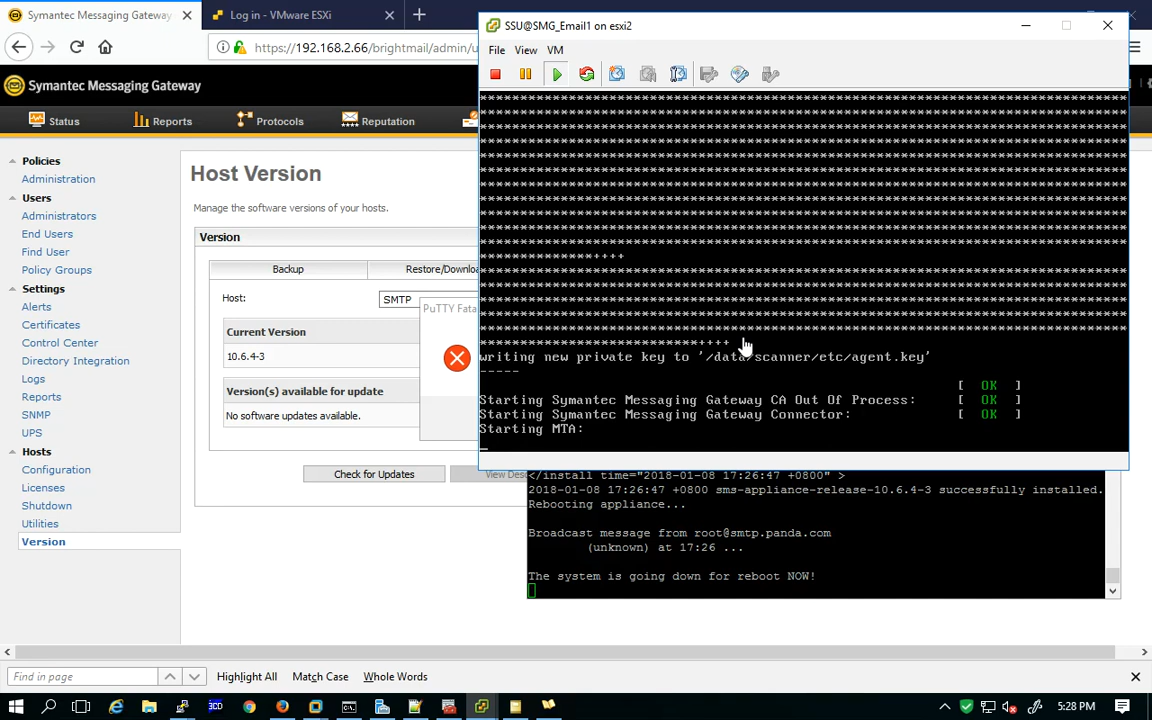 Symantec Messaging Gateway
Log in - VMware ESXi
SSU@SMG_Email1 on esxi2
https://192.168.2.66/brightmail/admin/u
File View VM
Symantec Messaging Gateway
Status
Reports
Protocols
Reputation
Policies
Administration
Users
Administrators
End Users
Find User
Policy Groups
Settings
Alerts
Certificates
Control Center
Directory Integration
Logs
Reports
SNMP
UPS
Hosts
Configuration
Licenses
Shutdown
Utilities
Version
Host Version
Manage the software versions of your hosts.
Version
Backup
Restore/Downlo
Host:
SMTP
PuTTY Fata
Current Version
10.6.4-3
Version(s) available for update
No software updates available.
Check for Updates
View Des
writing new private key to '/data/scanner/etc/agent.key'
-----
[ OK ]
Starting Symantec Messaging Gateway CA Out Of Process: [ OK ]
Starting Symantec Messaging Gateway Connector: [ OK ]
Starting MTA:
</install time="2018-01-08 17:26:47 +0800" >
2018-01-08 17:26:47 +0800 sms-appliance-release-10.6.4-3 successfully installed.
Rebooting appliance...
Broadcast message from root@smtp.panda.com
(unknown) at 17:26 ...
The system is going down for reboot NOW!
Find in page
Highlight All
Match Case
Whole Words
5:28 PM